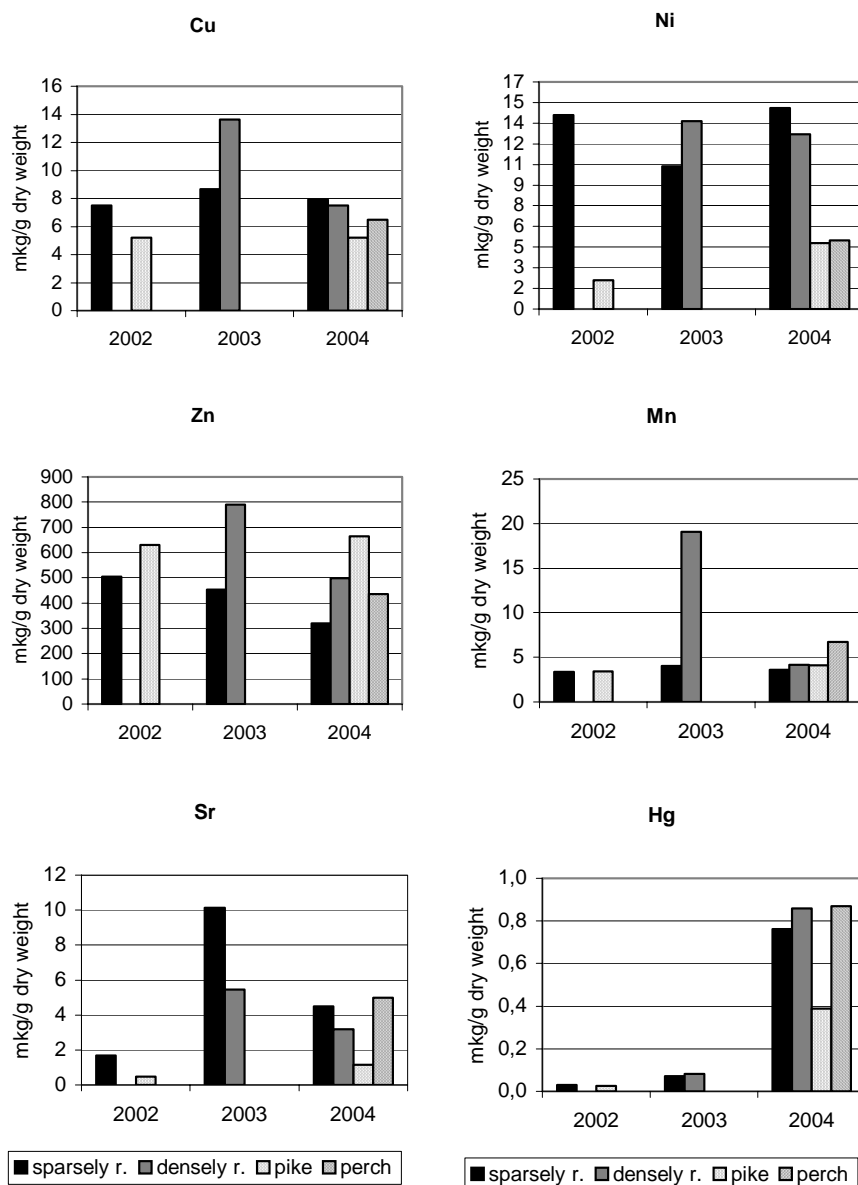 Cu
mkg/g dry weight
16
14
12
10
8
6
4
2
0
2002 2003 2004
Ni
mkg/g dry weight
17
15
14
12
11
9
8
6
5
3
2
0
2002 2003 2004
Zn
mkg/g dry weight
900
800
700
600
500
400
300
200
100
0
2002 2003 2004
Mn
mkg/g dry weight
25
20
15
10
5
0
2002 2003 2004
Sr
mkg/g dry weight
12
10
8
6
4
2
0
2002 2003 2004
sparsely r. densely r. pike perch
Hg
mkg/g dry weight
1,0
0,8
0,6
0,4
0,2
0,0
2002 2003 2004
sparsely r. densely r. pike perch